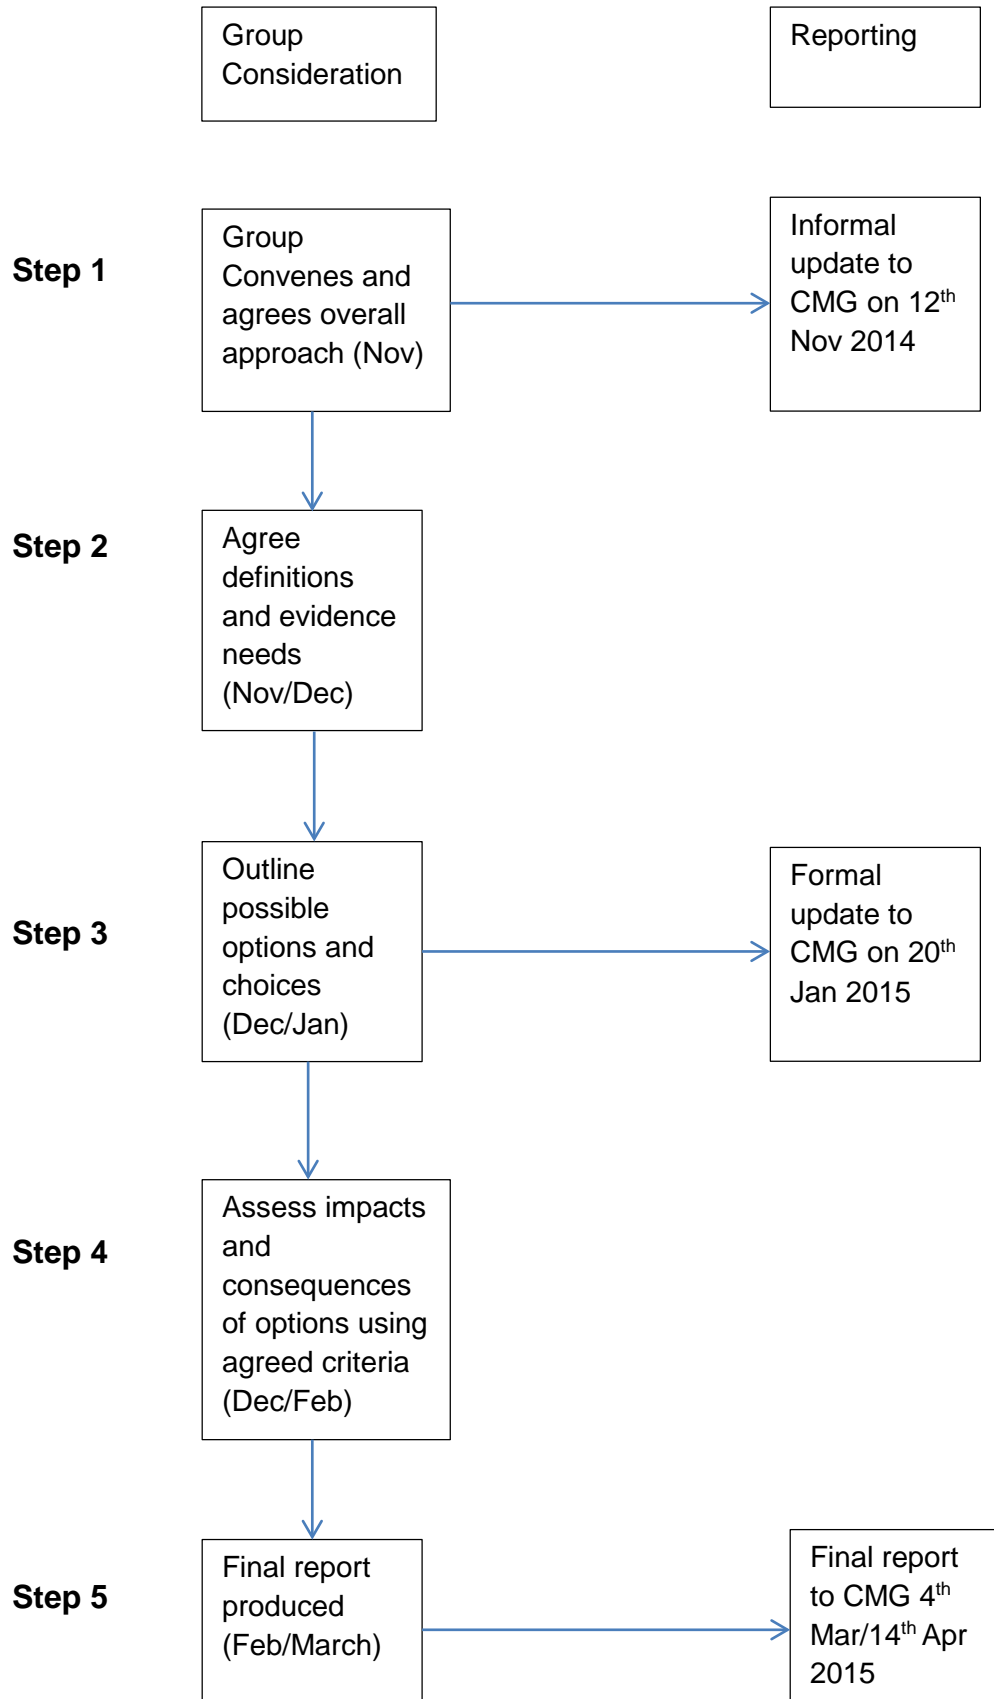 Group
Consideration
Reporting
Step 1
Group
Convenes and
agrees overall
approach (Nov)
Informal
update to
CMG on 12th
Nov 2014
Step 2
Agree
definitions
and evidence
needs
(Nov/Dec)
Step 3
Outline
possible
options and
choices
(Dec/Jan)
Formal
update to
CMG on 20th
Jan 2015
Step 4
Assess impacts
and
consequences
of options using
agreed criteria
(Dec/Feb)
Step 5
Final report
produced
(Feb/March)
Final report
to CMG 4th
Mar/14th Apr
2015